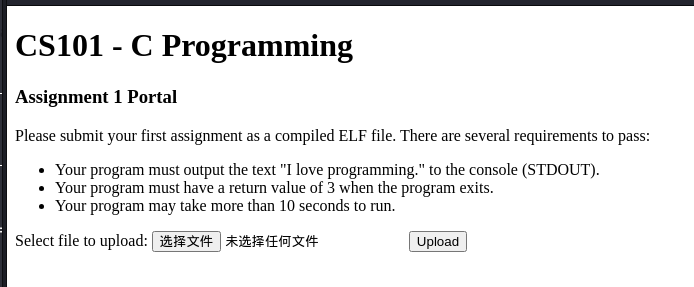 CS101 - C Programming
Assignment 1 Portal
Please submit your first assignment as a compiled ELF file. There are several requirements to pass:
• Your program must output the text "I love programming." to the console (STDOUT).
• Your program must have a return value of 3 when the program exits.
• Your program may take more than 10 seconds to run.
Select file to upload: 选择文件 未选择任何文件 Upload